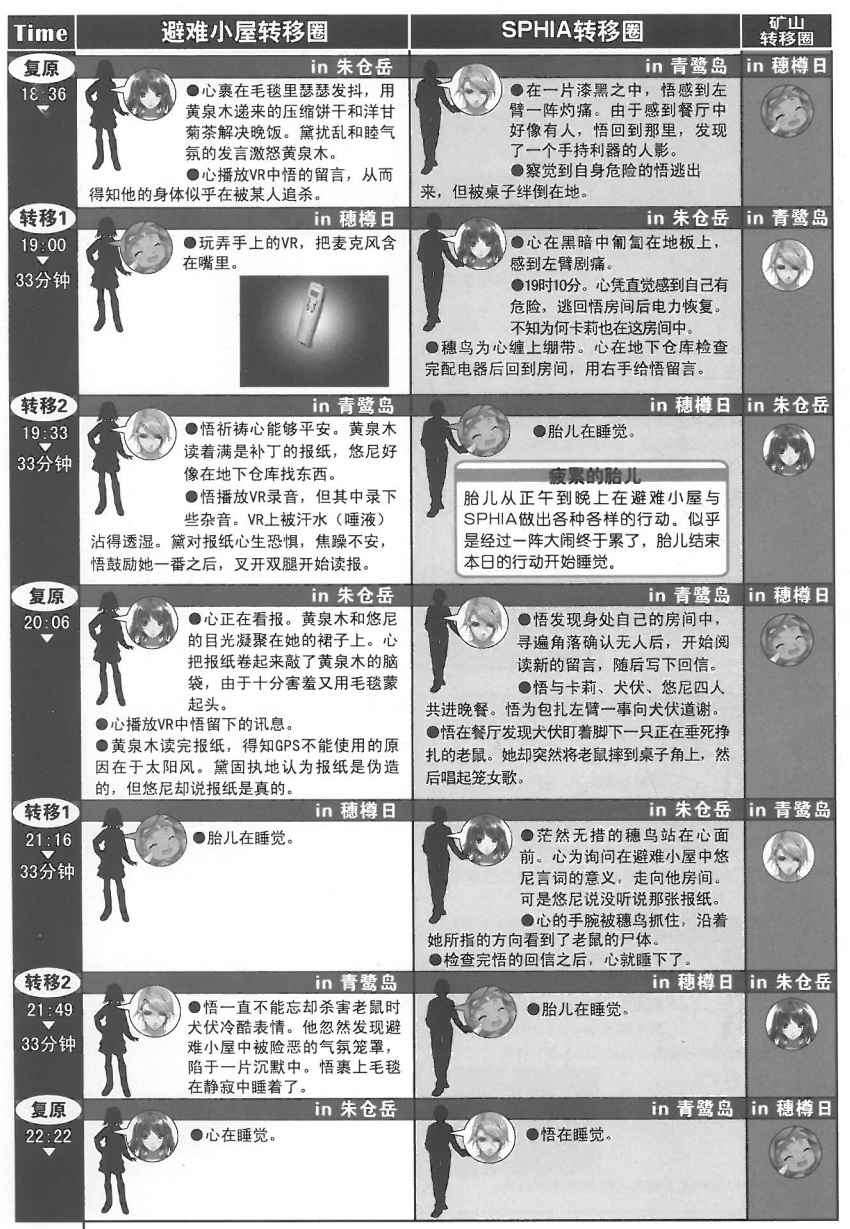 Time
避难小屋转移圈
SPHIA转移圈
矿山
转移圈
复原
18:36
in 朱仓岳
●心裹在毛毯里瑟瑟发抖，用
黄泉木递来的压缩饼干和洋甘
菊茶解决晚饭。黛扰乱和睦气
氛的发言激怒黄泉木。
●心播放VR中悟的留言，从而
得知他的身体似乎在被某人追杀。
in 青鹭岛
●在一片漆黑之中，悟感到左
臂一阵灼痛。由于感到餐厅中
好像有人，悟回到那里，发现
了一个手持利器的人影。
●察觉到自身危险的悟逃出
来，但被桌子绊倒在地。
in 穗樽日
转移1
19:00
33分钟
in 穗樽日
●玩弄手上的VR，把麦克风含
在嘴里。
in 朱仓岳
●心在黑暗中匍匐在地板上，
感到左臂剧痛。
●19时10分。心凭直觉感到自己有
危险，逃回悟房间后电力恢复。
不知为何卡莉也在这房间中。
●穗鸟为心缠上绷带。心在地下仓库检查
完配电器后回到房间，用右手给悟留言。
in 青鹭岛
转移2
19:33
33分钟
in 青鹭岛
●悟祈祷心能够平安。黄泉木
读着满是补丁的报纸，悠尼好
像在地下仓库找东西。
●悟播放VR录音，但其中录下
些杂音。VR上被汗水（唾液）
沾得透湿。黛对报纸心生恐惧，焦躁不安，
悟鼓励她一番之后，叉开双腿开始读报。
in 穗樽日
●胎儿在睡觉。
疲累的胎儿
胎儿从正午到晚上在避难小屋与
SPHIA做出各种各样的行动。似乎
是经过一阵大闹终于累了，胎儿结束
本日的行动开始睡觉。
in 朱仓岳
复原
20:06
in 朱仓岳
●心正在看报。黄泉木和悠尼
的目光凝聚在她的裙子上。心
把报纸卷起来敲了黄泉木的脑
袋，由于十分害羞又用毛毯蒙
起头。
●心播放VR中悟留下的讯息。
●黄泉木读完报纸，得知GPS不能使用的原
因在于太阳风。黛固执地认为报纸是伪造
的，但悠尼却说报纸是真的。
in 青鹭岛
●悟发现身处自己的房间中，
寻遍角落确认无人后，开始阅
读新的留言，随后写下回信。
●悟与卡莉、犬伏、悠尼四人
共进晚餐。悟为包扎左臂一事向犬伏道谢。
●悟在餐厅发现犬伏盯着脚下一只正在垂死挣
扎的老鼠。她却突然将老鼠摔到桌子角上，然
后唱起笼女歌。
in 穗樽日
转移1
21:16
33分钟
in 穗樽日
●胎儿在睡觉。
in 朱仓岳
●茫然无措的穗鸟站在心面
前。心为询问在避难小屋中悠
尼言词的意义，走向他房间。
可是悠尼说没听说那张报纸。
●心的手腕被穗鸟抓住，沿着
她所指的方向看到了老鼠的尸体。
●检查完悟的回信之后，心就睡下了。
in 青鹭岛
转移2
21:49
33分钟
in 青鹭岛
●悟一直不能忘却杀害老鼠时
犬伏冷酷表情。他忽然发现避
难小屋中被险恶的气氛笼罩，
陷于一片沉默中。悟裹上毛毯
在静寂中睡着了。
in 穗樽日
●胎儿在睡觉。
in 朱仓岳
复原
22:22
in 朱仓岳
●心在睡觉。
in 青鹭岛
●悟在睡觉。
in 穗樽日